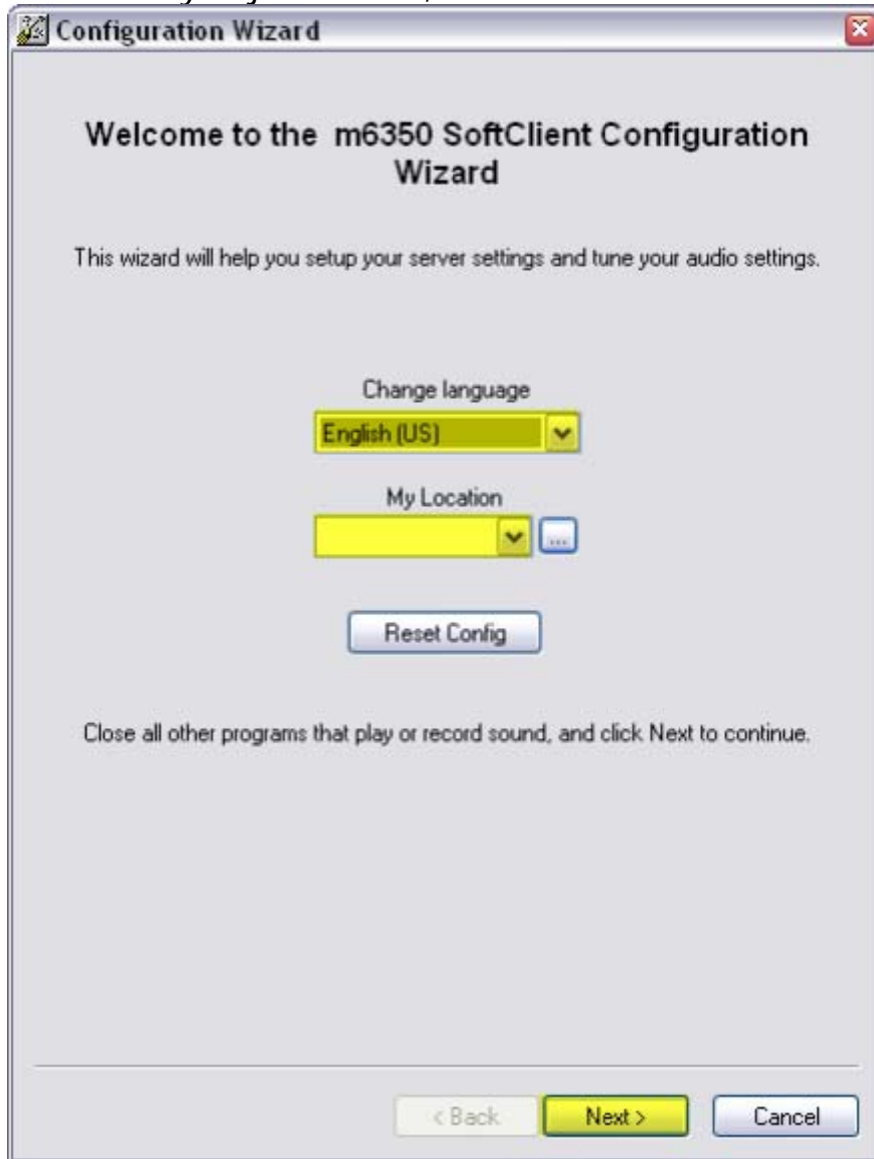 Configuration Wizard
Welcome to the m6350 SoftClient Configuration
Wizard
This wizard will help you setup your server settings and tune your audio settings.
Change language
English (US)
My Location
...
Reset Config
Close all other programs that play or record sound, and click Next to continue.
< Back Next > Cancel